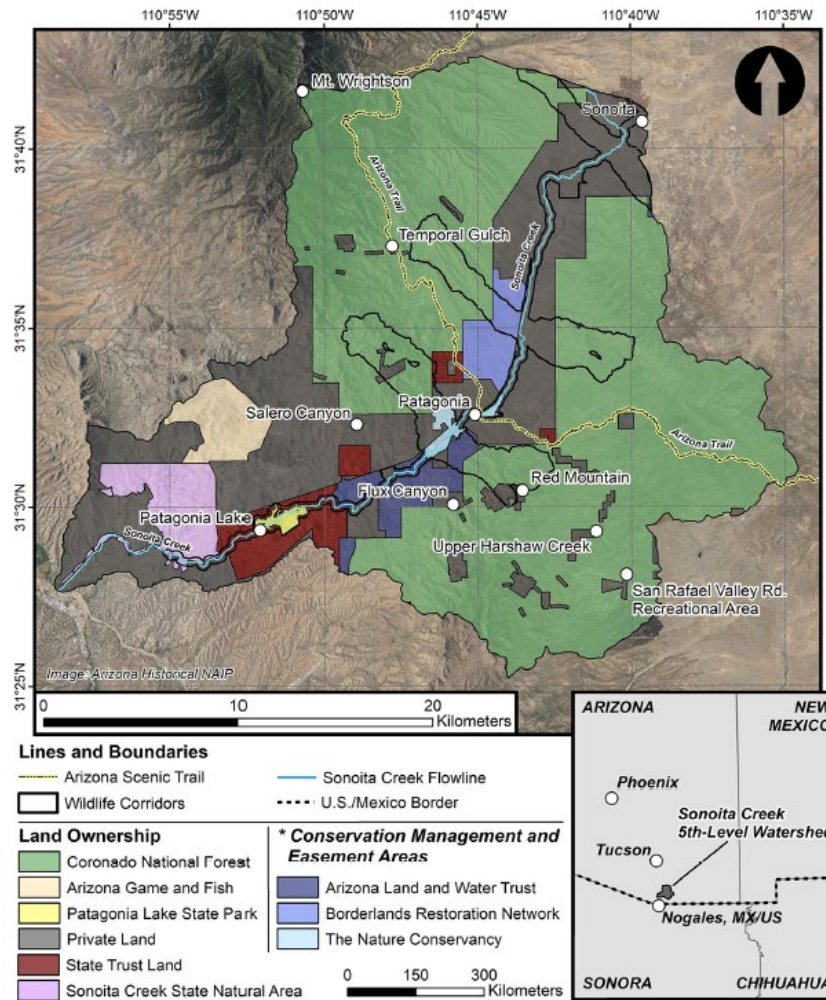 110°55'W
110°50'W
110°45'W
110°40'W
110°35'W
31°40'N
31°35'N
31°30'N
31°25'N
Mt. Wrightson
Sonoita
Arizona Trail
Temporal Gulch
Sonoita Creek
Patagonia
Salero Canyon
Arizona Trail
Flux Canyon
Red Mountain
Patagonia Lake
Sonoita Creek
Upper Harshaw Creek
San Rafael Valley Rd.
Recreational Area
Image: Arizona Historical NAIP
0 10 20
Kilometers
Lines and Boundaries
Arizona Scenic Trail
Sonoita Creek Flowline
Wildlife Corridors
U.S./Mexico Border
Land Ownership
Coronado National Forest
Arizona Game and Fish
Patagonia Lake State Park
Private Land
State Trust Land
Sonoita Creek State Natural Area
* Conservation Management and
Easement Areas
Arizona Land and Water Trust
Borderlands Restoration Network
The Nature Conservancy
0 150 300
Kilometers
ARIZONA
NEW
MEXICO
Phoenix
Sonoita Creek
5th-Level Watershed
Tucson
Nogales, MX/US
SONORA
CHIHUAHUA